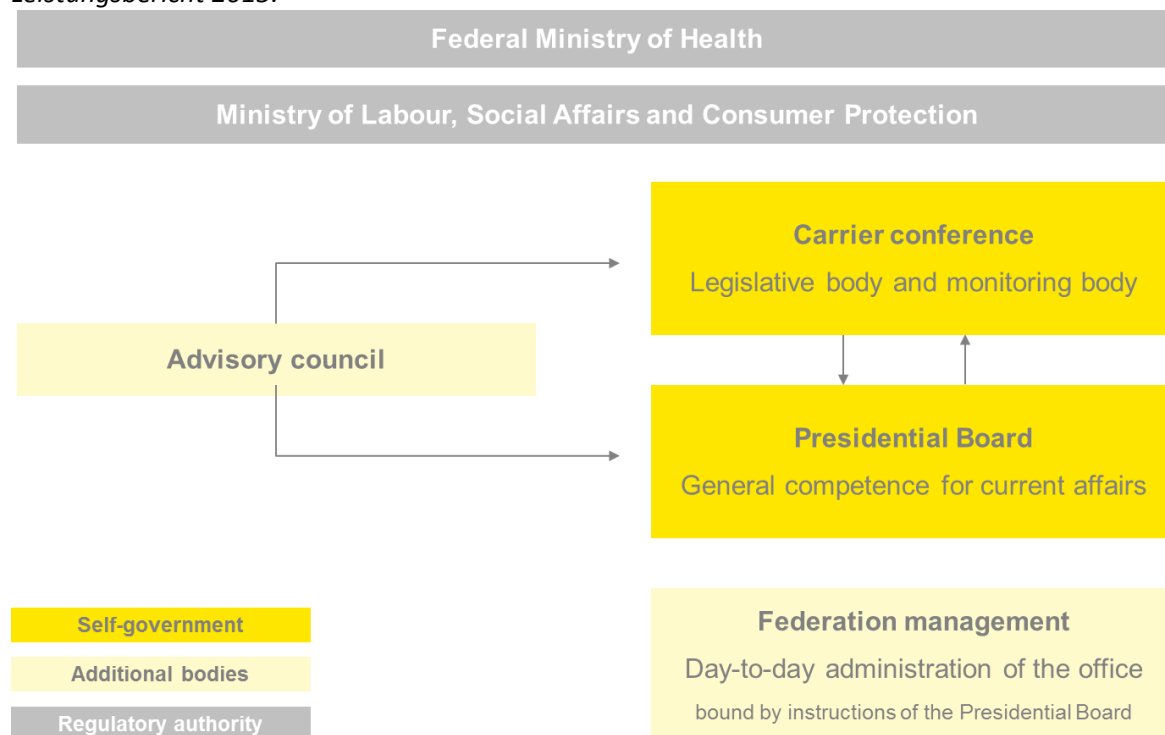 Leistungsbericht 2015.
Federal Ministry of Health
Ministry of Labour, Social Affairs and Consumer Protection
Carrier conference
Legislative body and monitoring body
Advisory council
Presidential Board
General competence for current affairs
Self-government
Additional bodies
Regulatory authority
Federation management
Day-to-day administration of the office
bound by instructions of the Presidential Board